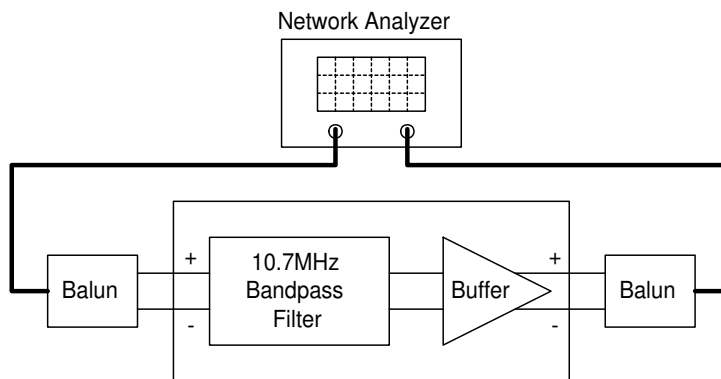 Network Analyzer
Balun
+
-
10.7MHz
Bandpass
Filter
Buffer
+
-
Balun